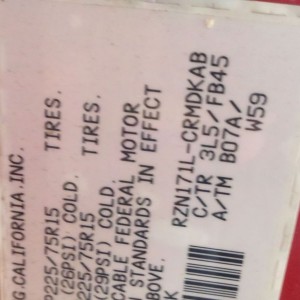 G.CALIFORNIA.INC.
P225/75R15 TIRES.
(26PSI) COLD.
225/75R15 TIRES.
(29PSI) COLD.
CABLE FEDERAL MOTOR
STANDARDS IN EFFECT
BOVE.
K
RZN171L-CRMDKAB
C/TR 3L5/FB45
A/TM B07A/
W59